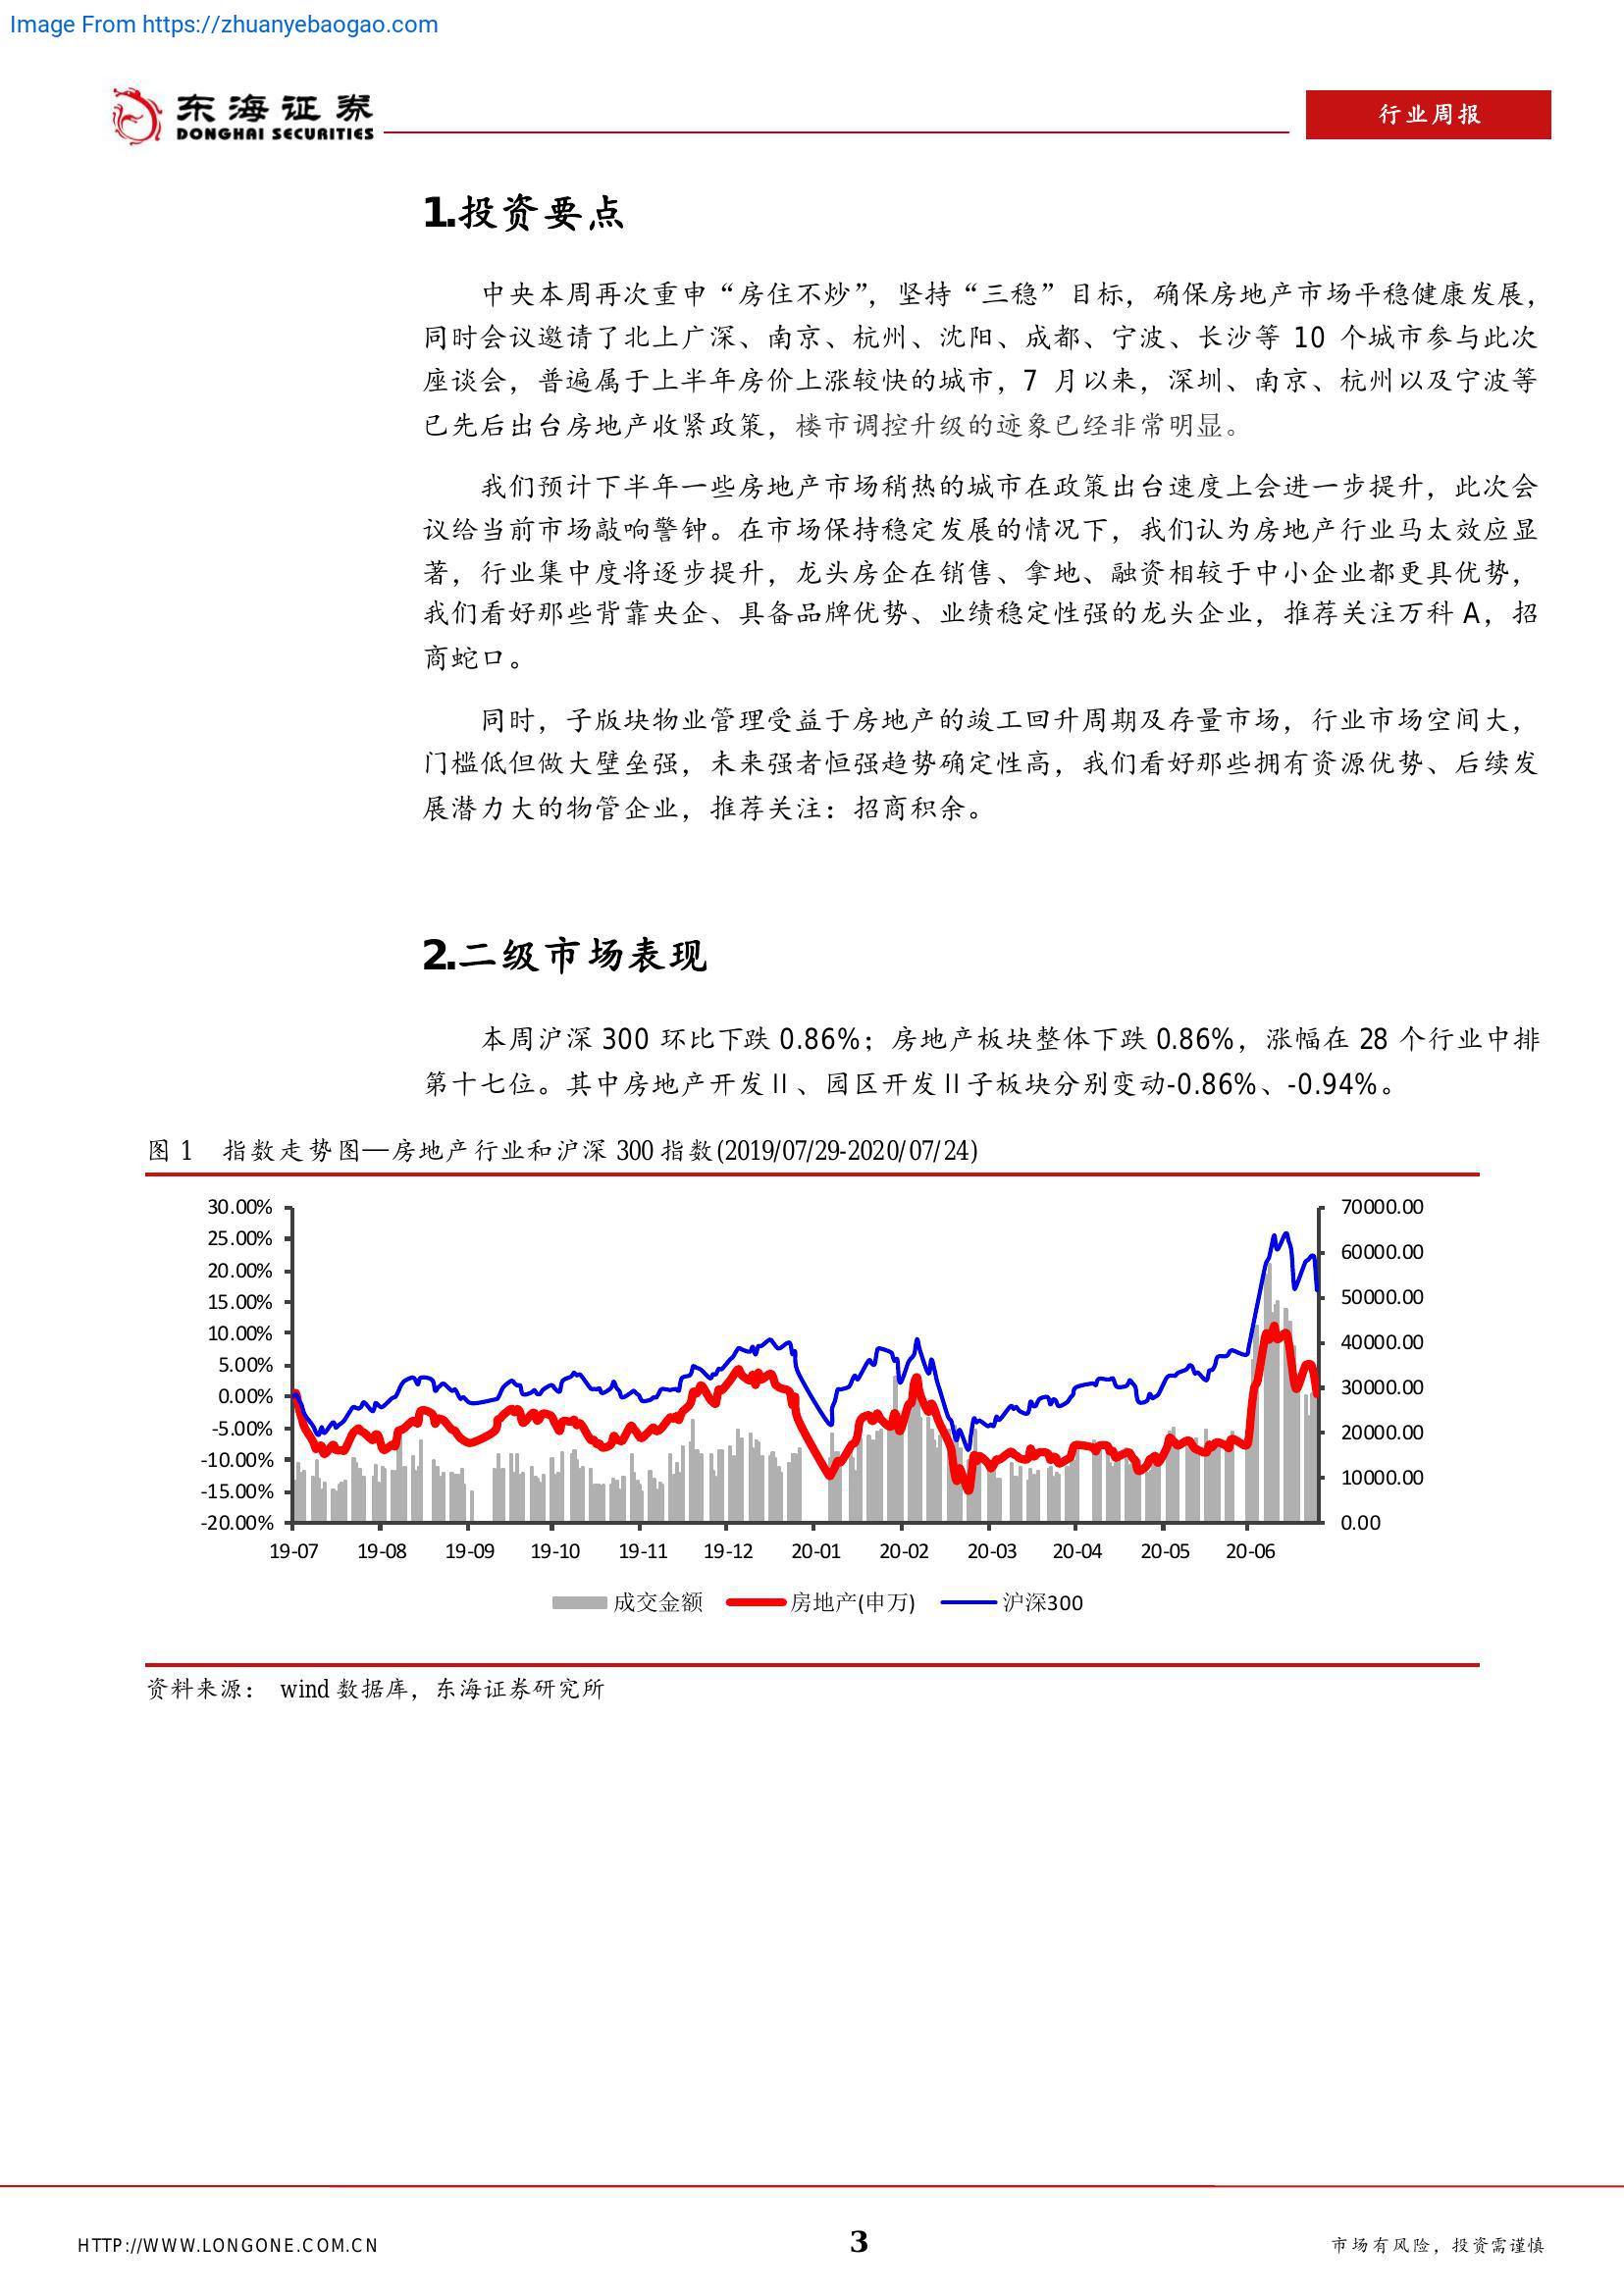 Image From https://zhuanyebaogao.com
东海证券
DONGHAI SECURITIES
行业周报
1.投资要点
中央本周再次重申“房住不炒”，坚持“三稳”目标，确保房地产市场平稳健康发展，
同时会议邀请了北上广深、南京、杭州、沈阳、成都、宁波、长沙等 10 个城市参与此次
座谈会，普遍属于上半年房价上涨较快的城市，7 月以来，深圳、南京、杭州以及宁波等
已先后出台房地产收紧政策，楼市调控升级的迹象已经非常明显。
我们预计下半年一些房地产市场稍热的城市在政策出台速度上会进一步提升，此次会
议给当前市场敲响警钟。在市场保持稳定发展的情况下，我们认为房地产行业马太效应显
著，行业集中度将逐步提升，龙头房企在销售、拿地、融资相较于中小企业都更具优势，
我们看好那些背靠央企、具备品牌优势、业绩稳定性强的龙头企业，推荐关注万科 A，招
商蛇口。
同时，子版块物业管理受益于房地产的竣工回升周期及存量市场，行业市场空间大，
门槛低但做大壁垒强，未来强者恒强趋势确定性高，我们看好那些拥有资源优势、后续发
展潜力大的物管企业，推荐关注：招商积余。
2.二级市场表现
本周沪深 300 环比下跌 0.86%；房地产板块整体下跌 0.86%，涨幅在 28 个行业中排
第十七位。其中房地产开发Ⅱ、园区开发Ⅱ子板块分别变动-0.86%、-0.94%。
图 1 指数走势图—房地产行业和沪深 300 指数(2019/07/29-2020/07/24)
30.00% 70000.00
25.00% 60000.00
20.00% 50000.00
15.00% 40000.00
10.00% 30000.00
5.00% 20000.00
0.00% 10000.00
-5.00% 0.00
-10.00%
-15.00%
-20.00%
19-07 19-08 19-09 19-10 19-11 19-12 20-01 20-02 20-03 20-04 20-05 20-06
成交金额 房地产(申万) 沪深300
资料来源： wind 数据库，东海证券研究所
HTTP://WWW.LONGONE.COM.CN 3 市场有风险，投资需谨慎